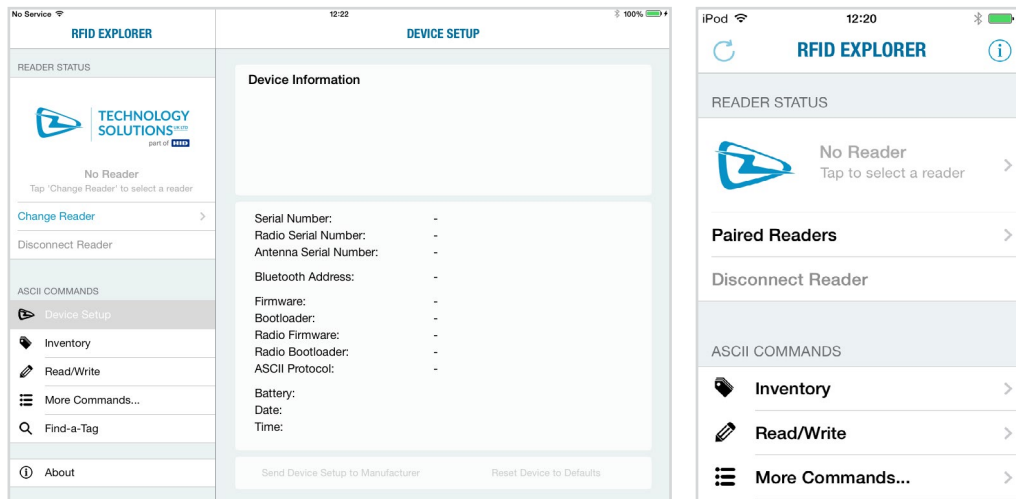 No Service 12:22 100%
RFID EXPLORER
DEVICE SETUP
READER STATUS
TECHNOLOGY
SOLUTIONS UK LTD
part of HID
No Reader
Tap 'Change Reader' to select a reader
Change Reader
Disconnect Reader
ASCII COMMANDS
Device Setup
Inventory
Read/Write
More Commands...
Find-a-Tag
About
Device Information
Serial Number: -
Radio Serial Number: -
Antenna Serial Number: -
Bluetooth Address: -
Firmware: -
Bootloader: -
Radio Firmware: -
Radio Bootloader: -
ASCII Protocol: -
Battery:
Date:
Time:
Send Device Setup to Manufacturer
Reset Device to Defaults
iPod 12:20
RFID EXPLORER
READER STATUS
No Reader
Tap to select a reader
Paired Readers
Disconnect Reader
ASCII COMMANDS
Inventory
Read/Write
More Commands...